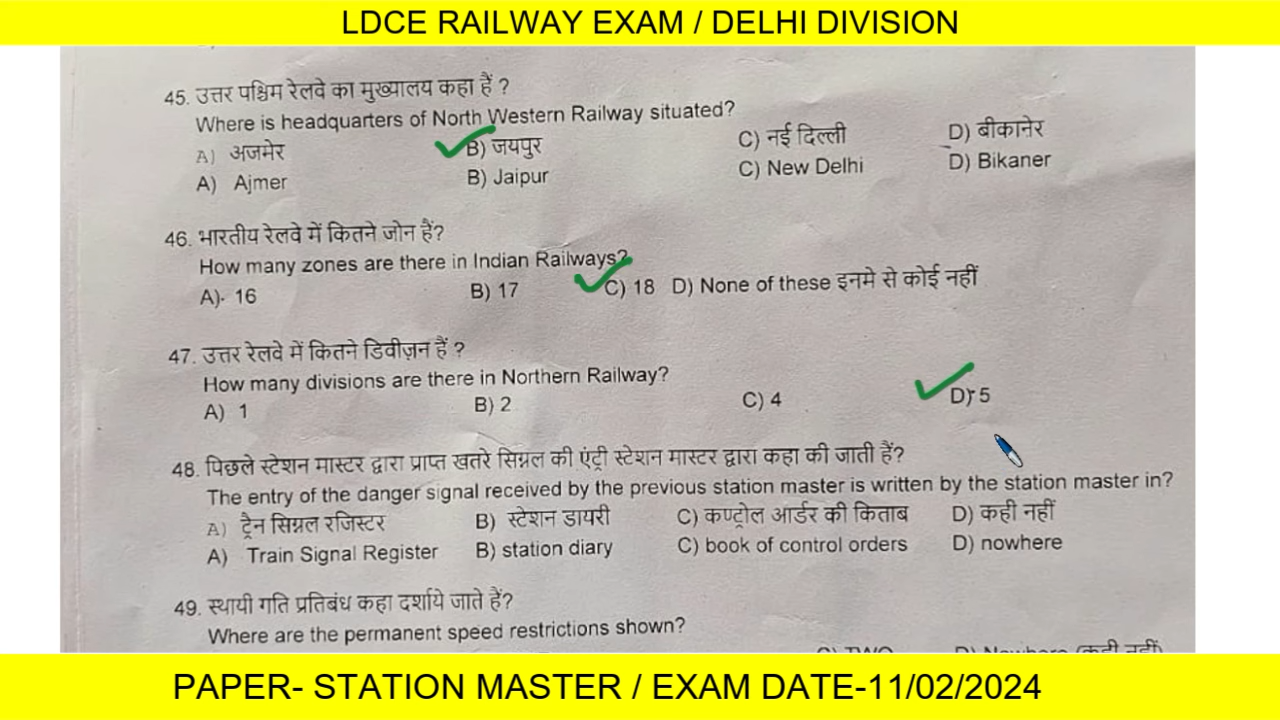 LDCE RAILWAY EXAM / DELHI DIVISION
45. उत्तर पश्चिम रेलवे का मुख्यालय कहा हैं ?
Where is headquarters of North Western Railway situated?
A) अजमेर B) जयपुर C) नई दिल्ली D) बीकानेर
A) Ajmer B) Jaipur C) New Delhi D) Bikaner
46. भारतीय रेलवे में कितने जोन हैं?
How many zones are there in Indian Railways?
A) 16 B) 17 C) 18 D) None of these इनमे से कोई नहीं
47. उत्तर रेलवे में कितने डिवीज़न हैं ?
How many divisions are there in Northern Railway?
A) 1 B) 2 C) 4 D) 5
48. पिछले स्टेशन मास्टर द्वारा प्राप्त खतरे सिग्नल की एंट्री स्टेशन मास्टर द्वारा कहा की जाती हैं?
The entry of the danger signal received by the previous station master is written by the station master in?
A) ट्रैन सिग्नल रजिस्टर B) स्टेशन डायरी C) कण्ट्रोल आर्डर की किताब D) कही नहीं
A) Train Signal Register B) station diary C) book of control orders D) nowhere
49. स्थायी गति प्रतिबंध कहा दर्शाये जाते हैं?
Where are the permanent speed restrictions shown?
C) TWO D) Nowhere (कही नहीं)
PAPER- STATION MASTER / EXAM DATE-11/02/2024